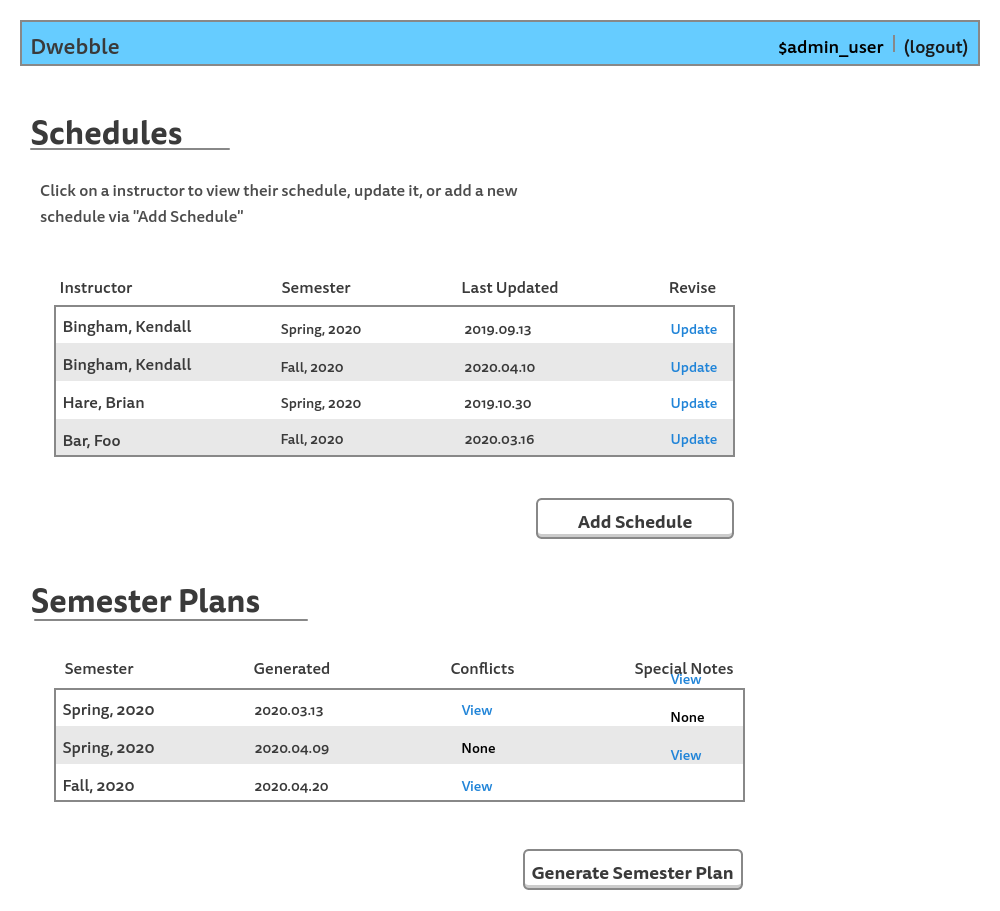 Dwebble $admin_user (logout)
Schedules
Click on a instructor to view their schedule, update it, or add a new
schedule via "Add Schedule"
Instructor Semester Last Updated Revise
Bingham, Kendall Spring, 2020 2019.09.13 Update
Bingham, Kendall Fall, 2020 2020.04.10 Update
Hare, Brian Spring, 2020 2019.10.30 Update
Bar, Foo Fall, 2020 2020.03.16 Update
Add Schedule
Semester Plans
Semester Generated Conflicts Special Notes
View
Spring, 2020 2020.03.13 View None
Spring, 2020 2020.04.09 None View
Fall, 2020 2020.04.20 View
Generate Semester Plan